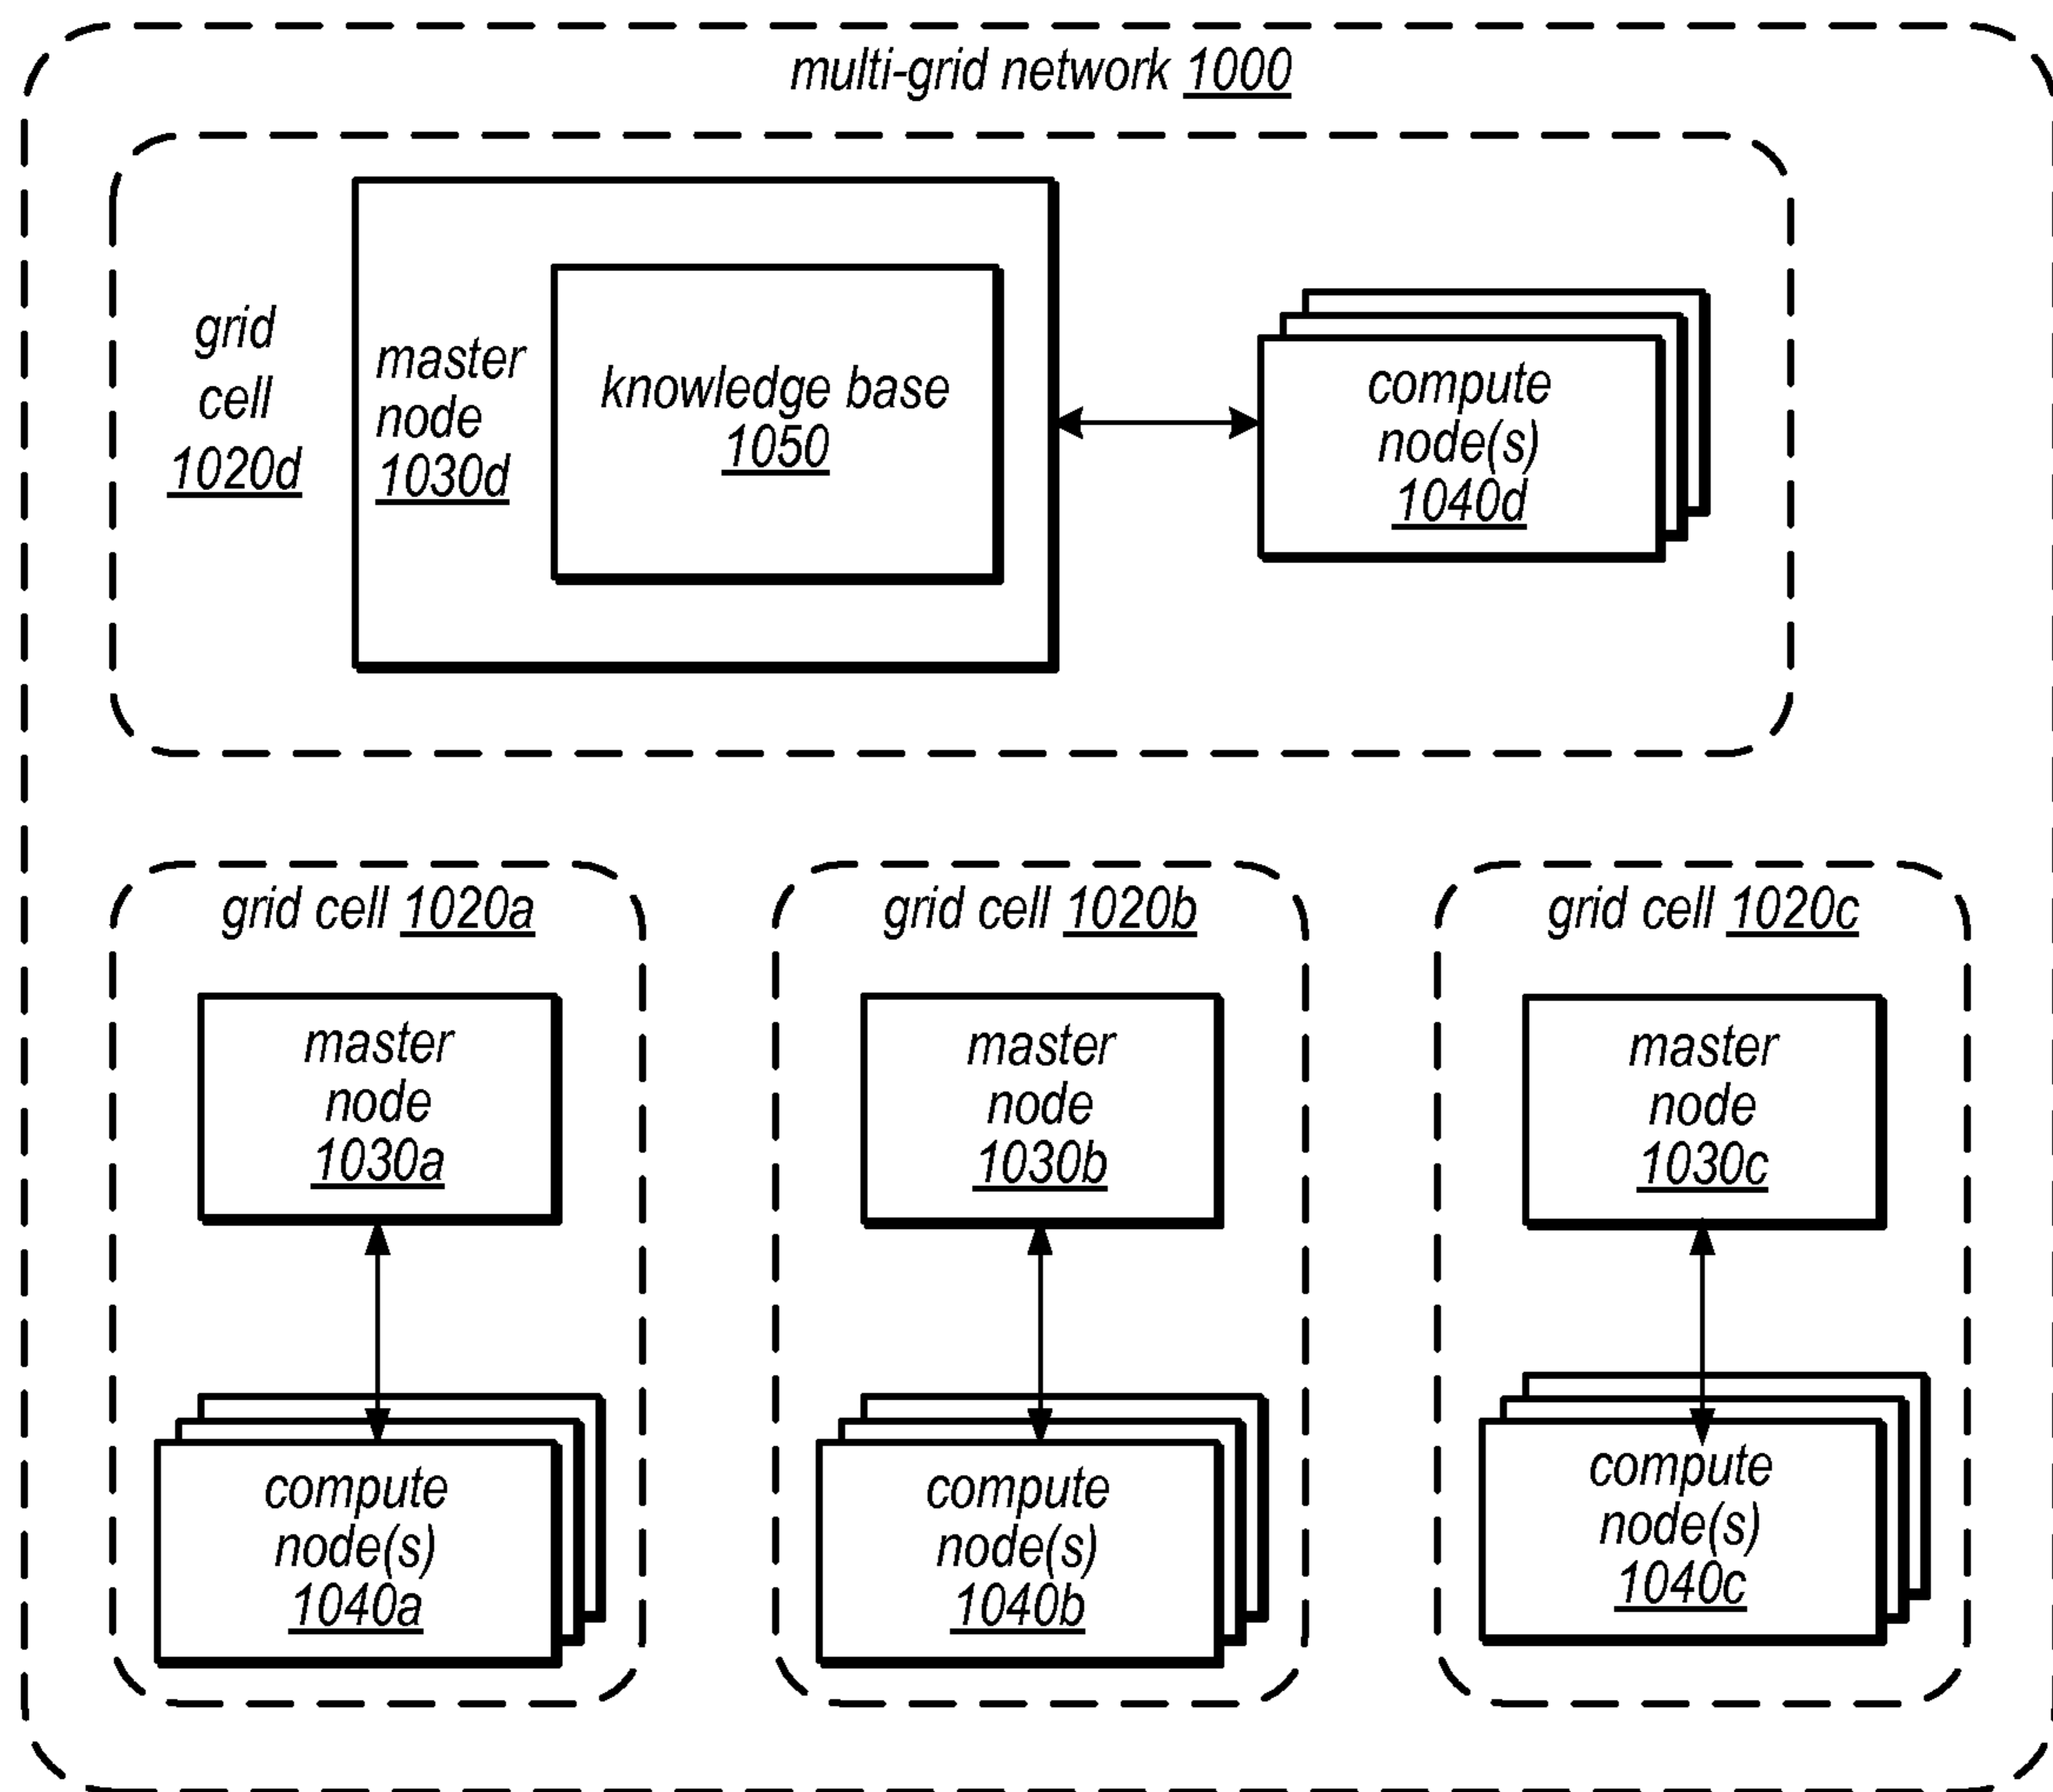 multi-grid network 1000
grid
cell
1020d
master
node
1030d
knowledge base
1050
compute
node(s)
1040d
grid cell 1020a
master
node
1030a
compute
node(s)
1040a
grid cell 1020b
master
node
1030b
compute
node(s)
1040b
grid cell 1020c
master
node
1030c
compute
node(s)
1040c